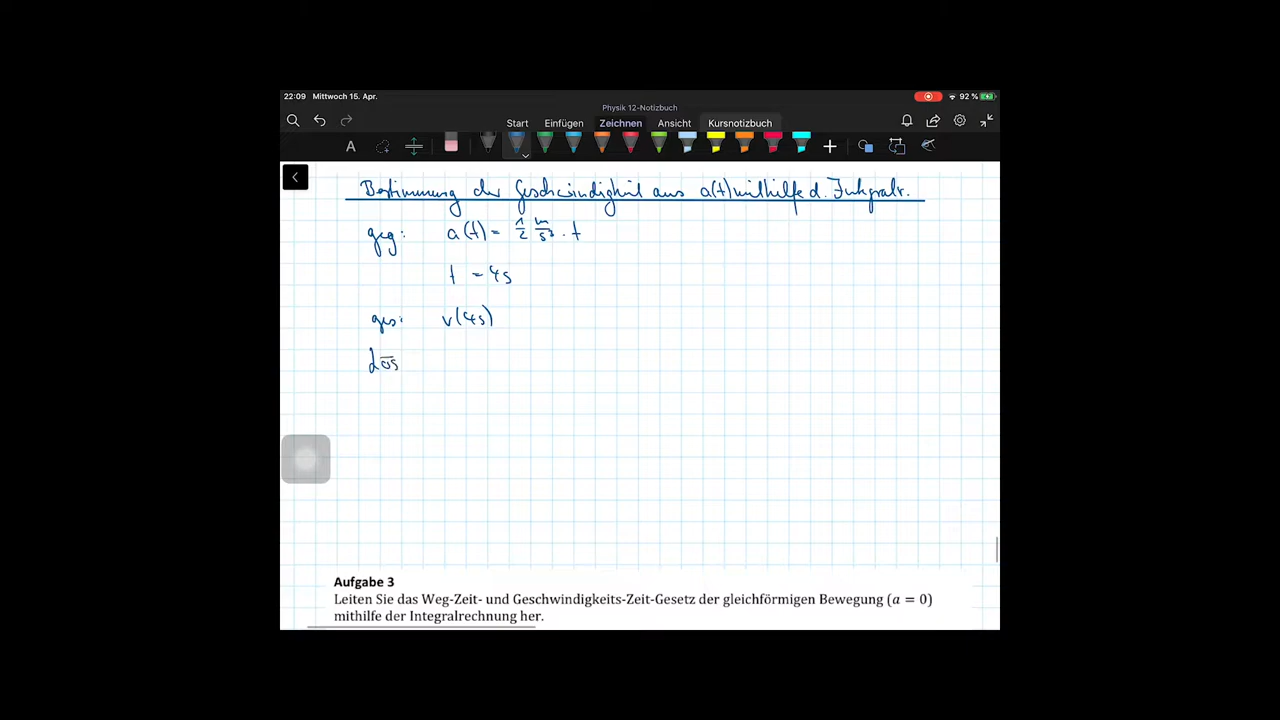 22:09 Mittwoch 15. Apr. 92 %
Physik 12-Notizbuch
Start Einfügen Zeichnen Ansicht Kursnotizbuch
A
Bestimmung der Geschwindigkeit aus a(t) mithilfe d. Integralr.
geg: a(t) = 1/2 m/s³ · t
t = 4s
ges: v(4s)
Lös
Aufgabe 3
Leiten Sie das Weg-Zeit- und Geschwindigkeits-Zeit-Gesetz der gleichförmigen Bewegung (a = 0)
mithilfe der Integralrechnung her.